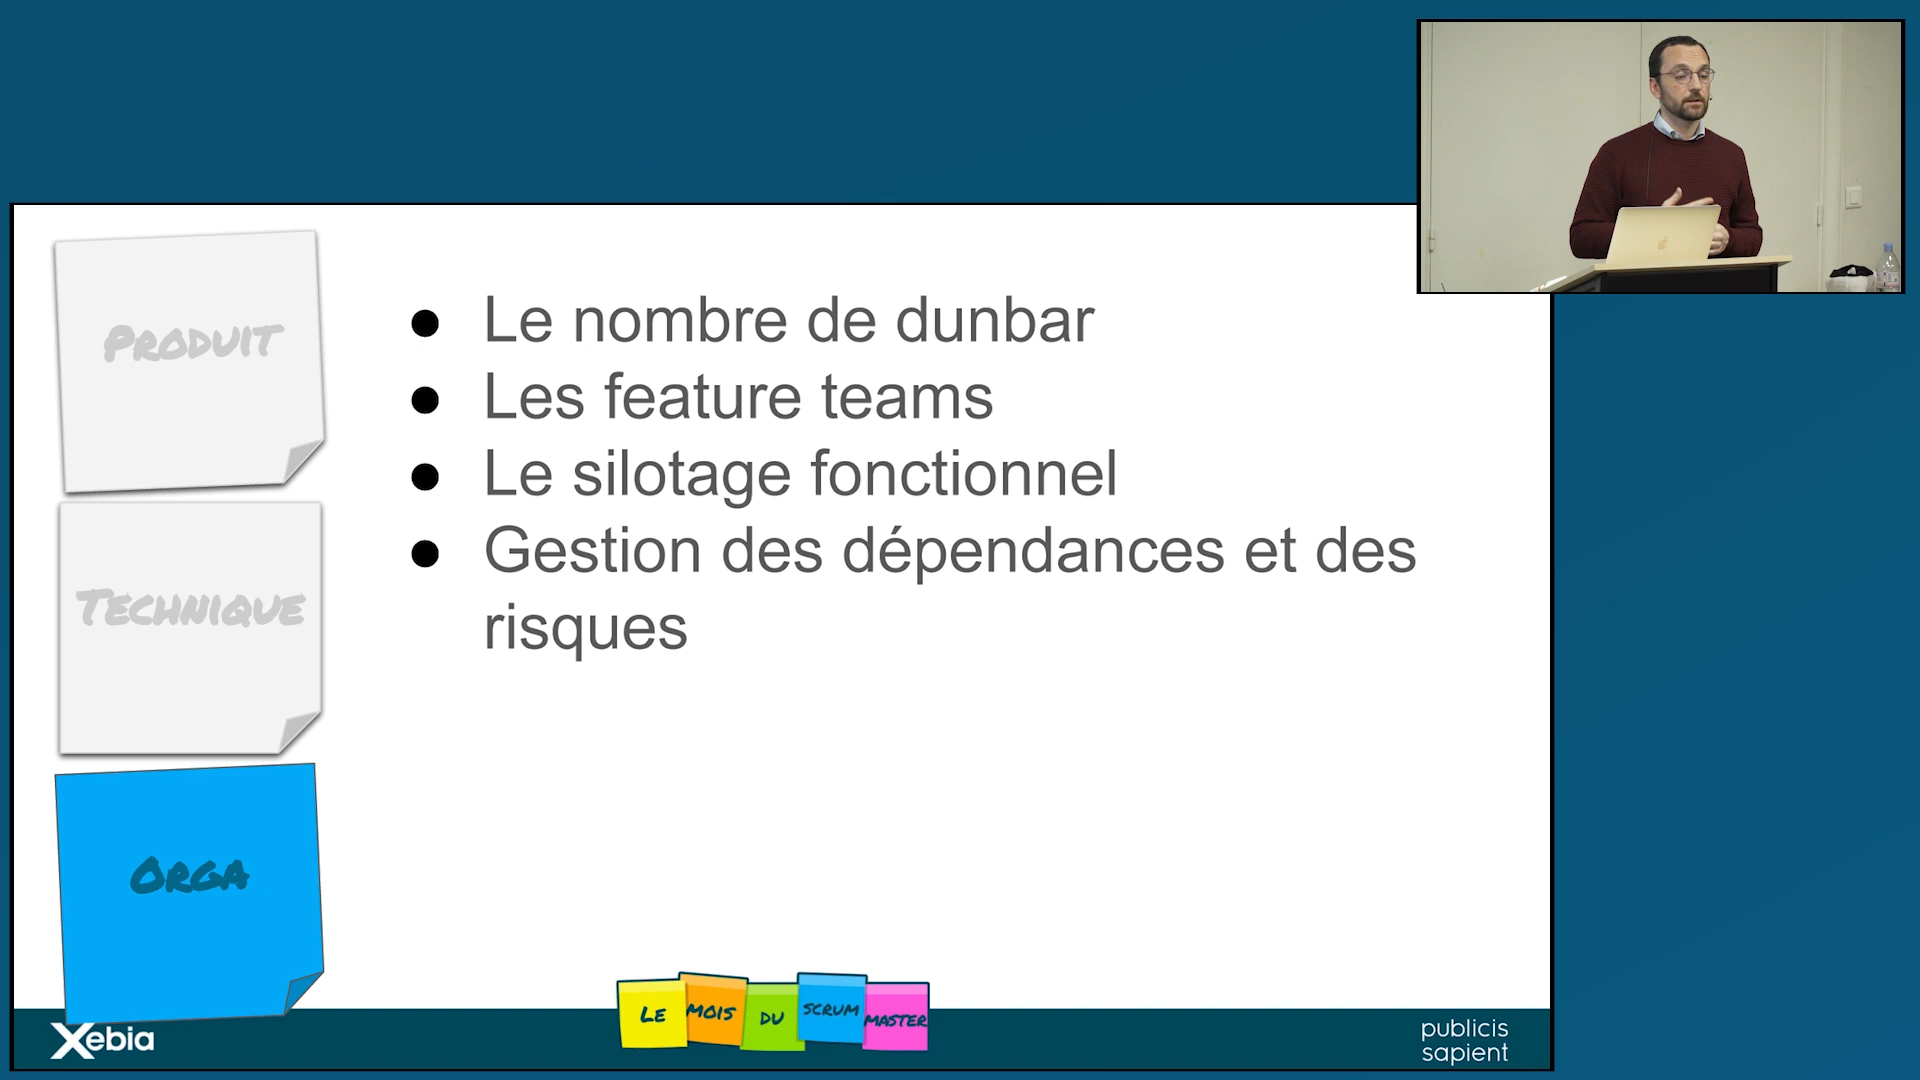 PRODUIT
TECHNIQUE
ORGA
● Le nombre de dunbar
● Les feature teams
● Le silotage fonctionnel
● Gestion des dépendances et des
risques
Xebia
LE MOIS DU SCRUM MASTER
publicis
sapient